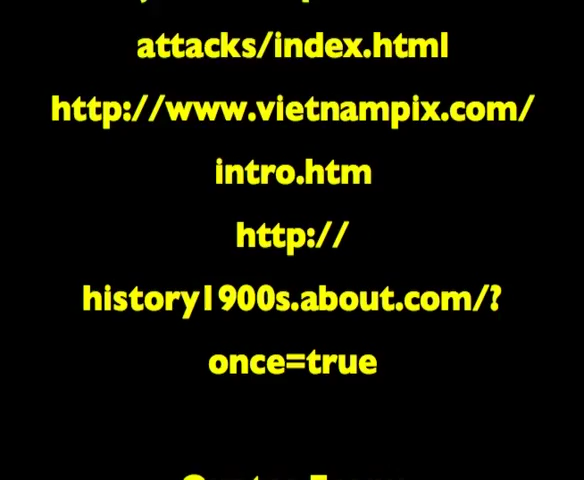 attacks/index.html
http://www.vietnampix.com/
intro.htm
http://
history1900s.about.com/?
once=true